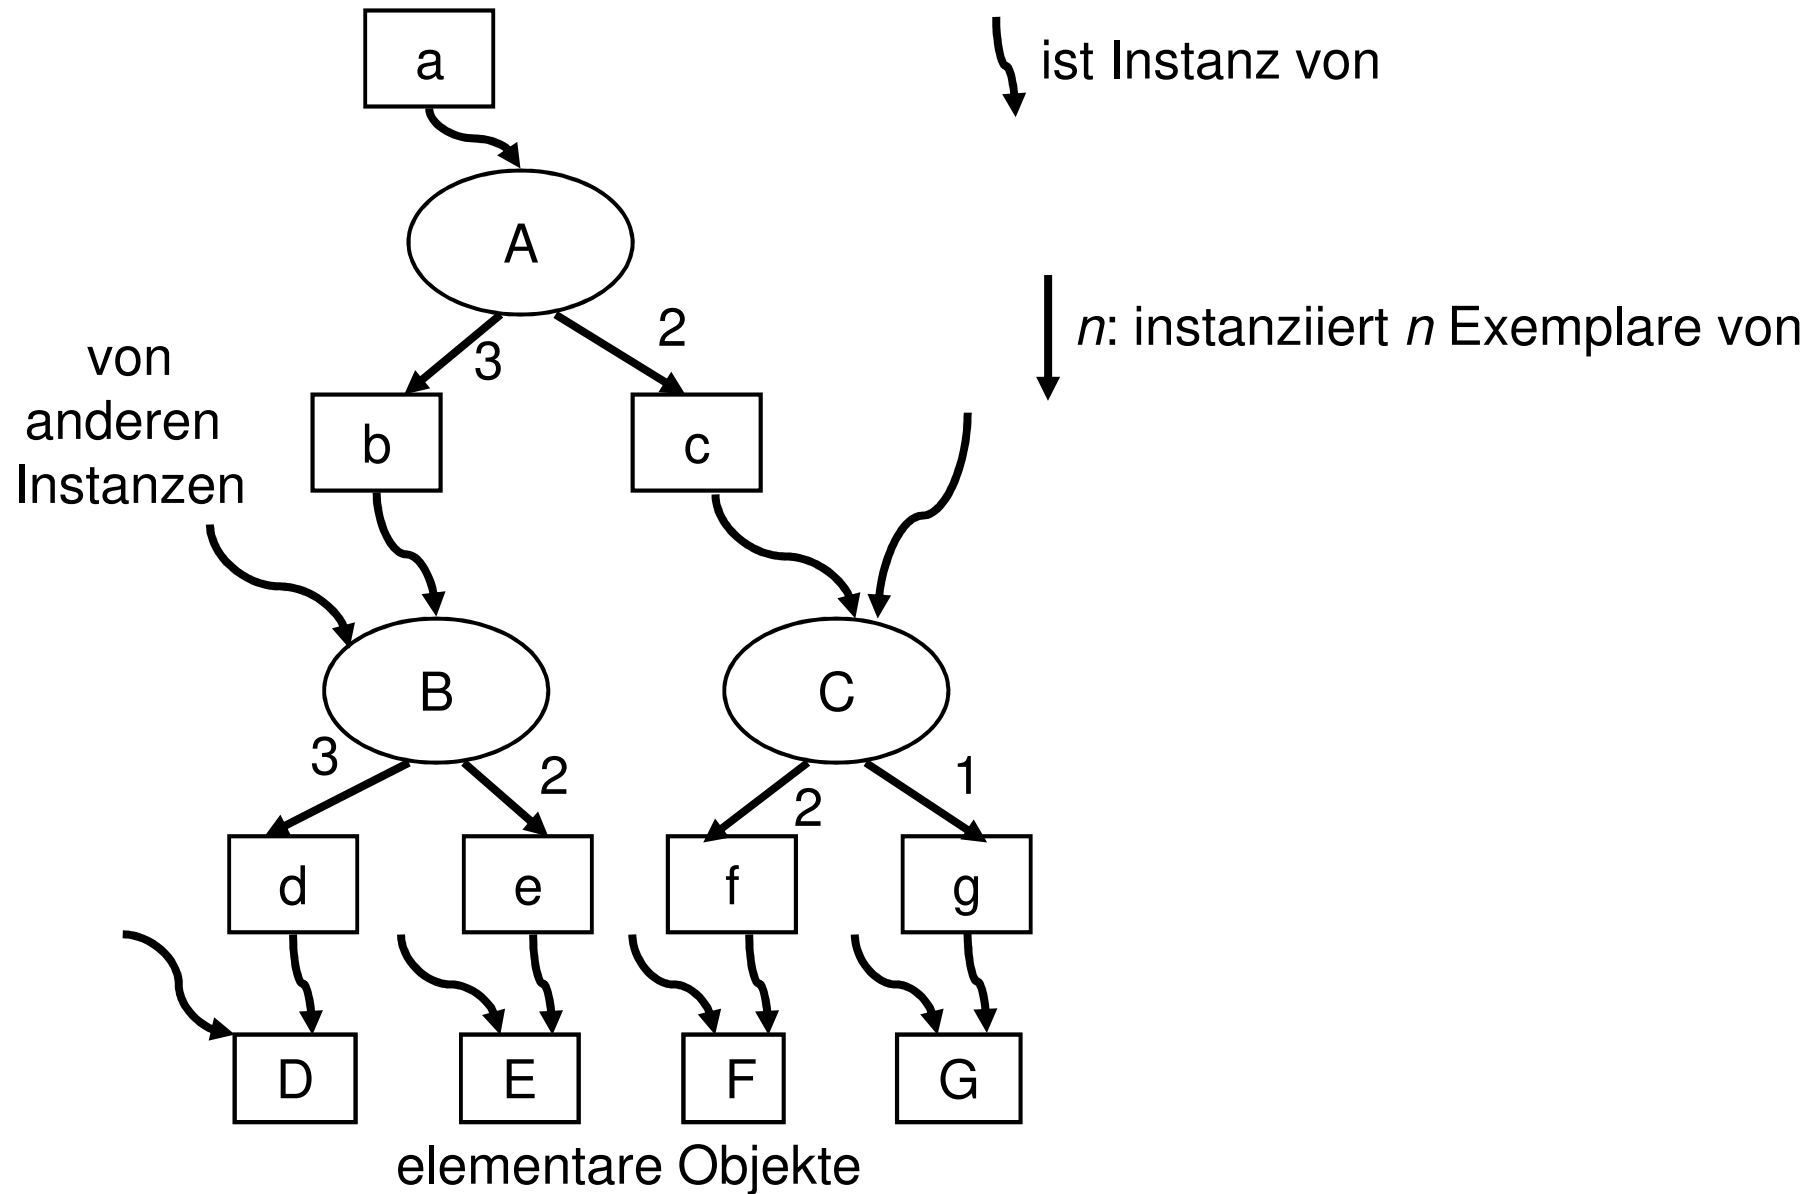 a
ist Instanz von
A
2
n: instanziiert n Exemplare von
3
von
anderen
Instanzen
b
c
B
C
3
2
1
2
d
e
f
g
D
E
F
G
elementare Objekte